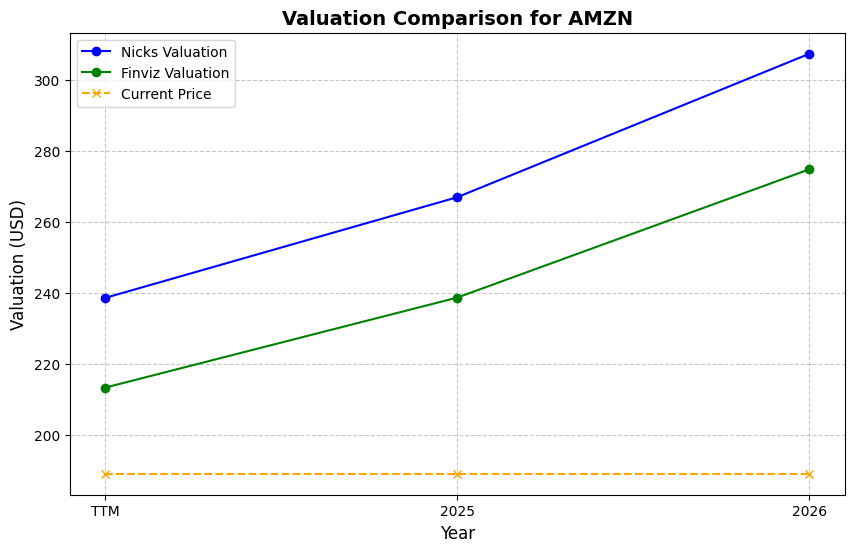 Valuation Comparison for AMZN
Nicks Valuation
Finviz Valuation
Current Price
Valuation (USD)
300
280
260
240
220
200
TTM
2025
2026
Year